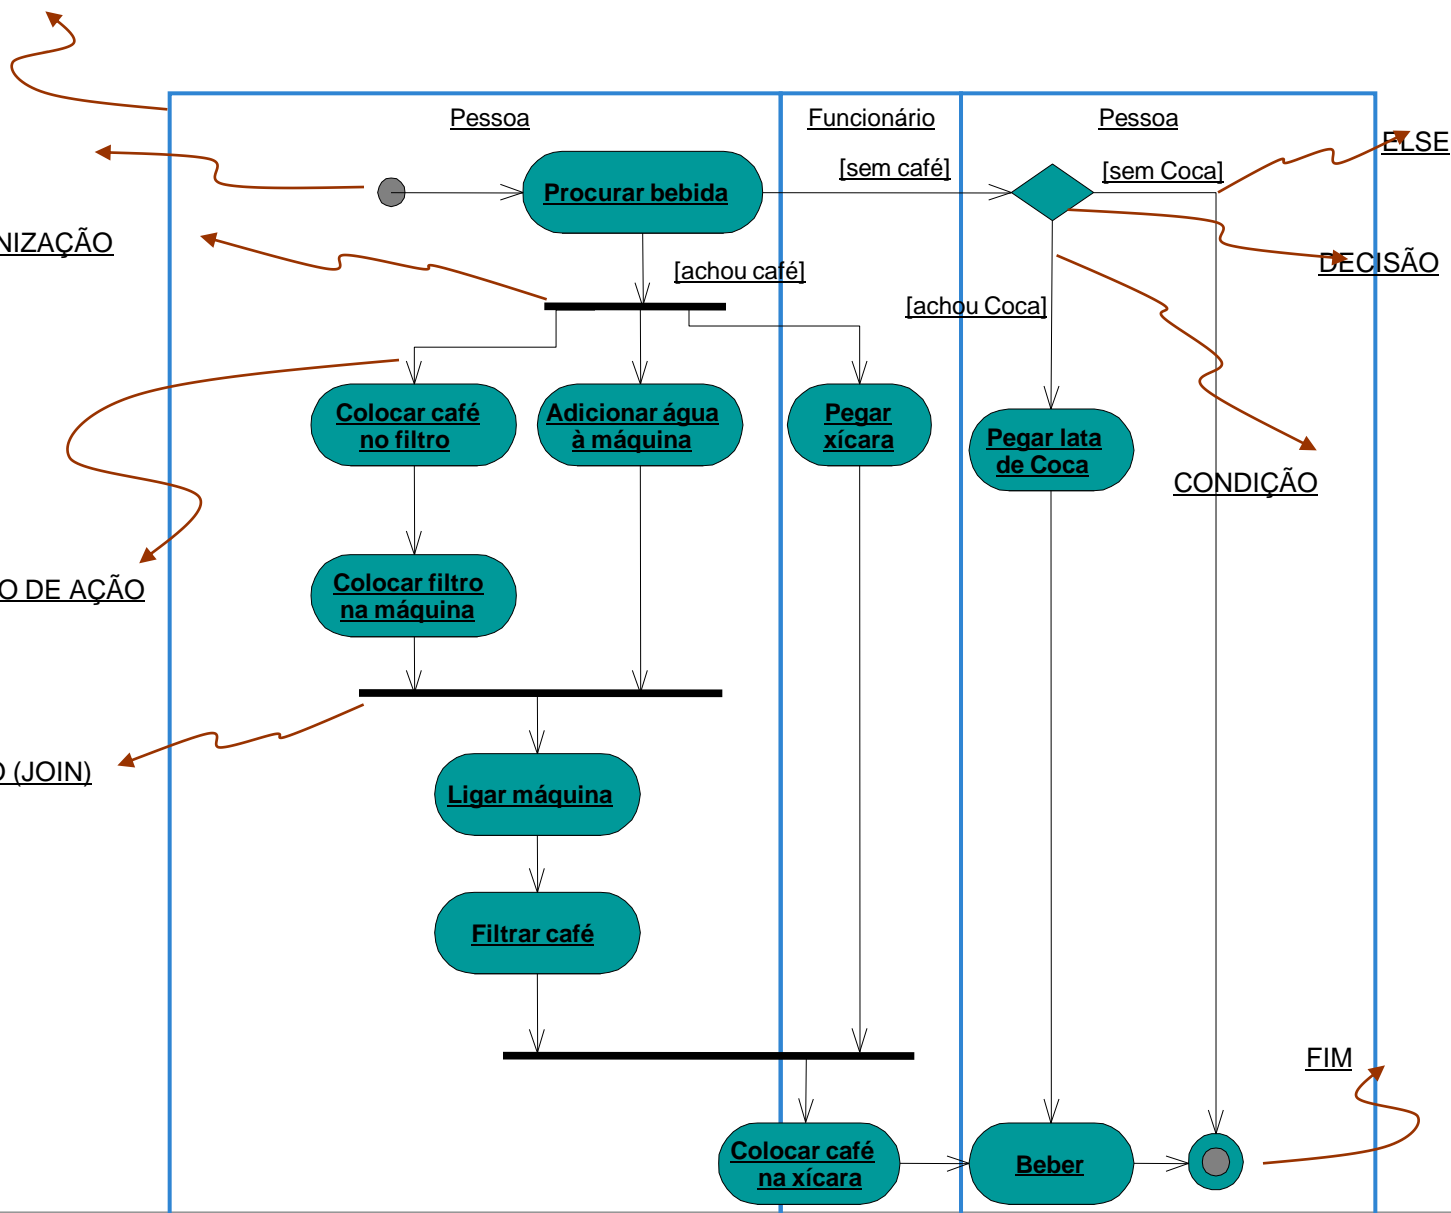 Pessoa
Funcionário
Pessoa
ELSE
[sem café]
[sem Coca]
Procurar bebida
NIZAÇÃO
DECISÃO
[achou café]
[achou Coca]
Colocar café
no filtro
Adicionar água
à máquina
Pegar
xícara
Pegar lata
de Coca
CONDIÇÃO
Colocar filtro
na máquina
O DE AÇÃO
O (JOIN)
Ligar máquina
Filtrar café
FIM
Colocar café
na xícara
Beber